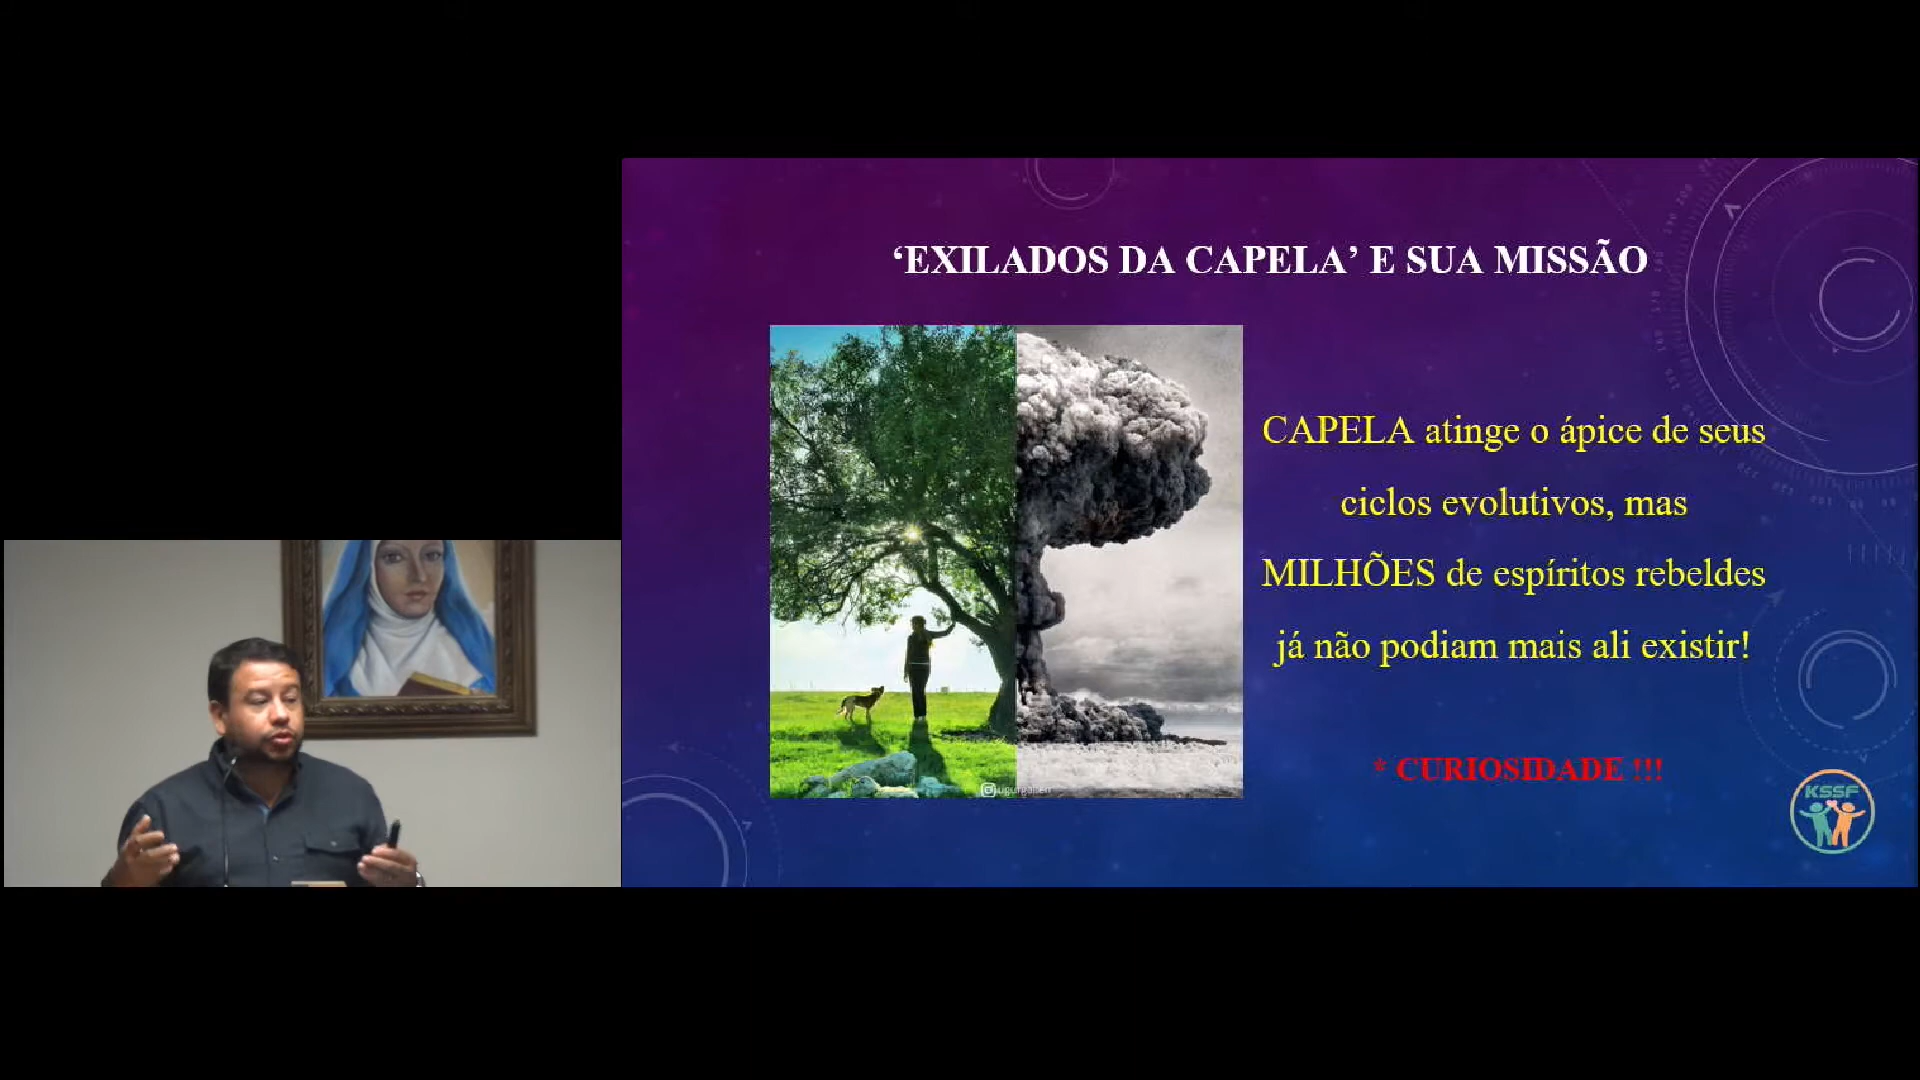 ‘EXILADOS DA CAPELA’ E SUA MISSÃO
CAPELA atinge o ápice de seus
ciclos evolutivos, mas
MILHÕES de espíritos rebeldes
já não podiam mais ali existir!
* CURIOSIDADE !!!
KSSF